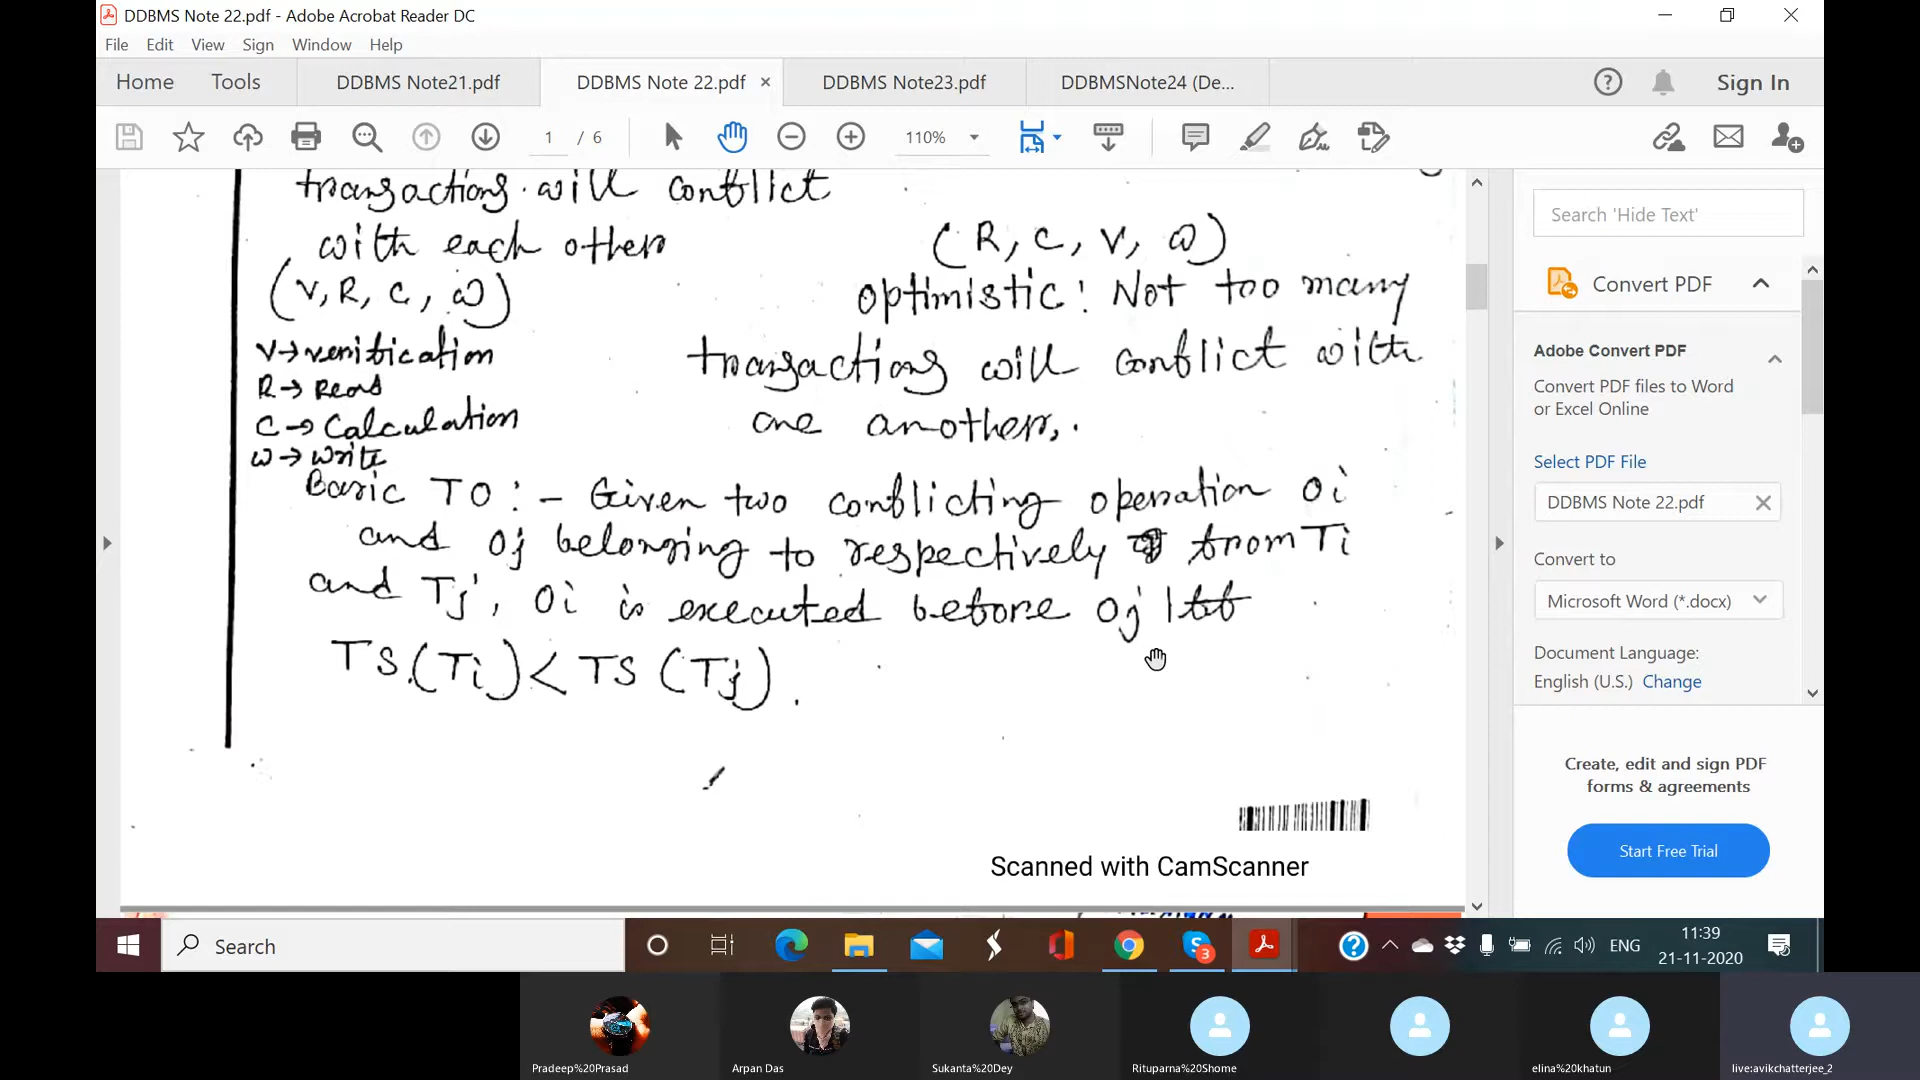 DDBMS Note 22.pdf - Adobe Acrobat Reader DC
File Edit View Sign Window Help
Home Tools DDBMS Note21.pdf DDBMS Note 22.pdf × DDBMS Note23.pdf DDBMSNote24 (De... Sign In
1 / 6 110%
transactions will conflict
with each other
(V, R, C, W)
V→verification
R→Read
C→Calculation
W→write
(R, C, V, W)
optimistic: Not too many
transactions will conflict with
one another.
Basic TO:- Given two conflicting operation Oi
and Oj belonging to respectively from Ti
and Tj, Oi is executed before Oj iff
TS(Ti) < TS(Tj).
Scanned with CamScanner
Search 'Hide Text'
Convert PDF
Adobe Convert PDF
Convert PDF files to Word
or Excel Online
Select PDF File
DDBMS Note 22.pdf
Convert to
Microsoft Word (*.docx)
Document Language:
English (U.S.) Change
Create, edit and sign PDF
forms & agreements
Start Free Trial
Search
3
ENG
11:39
21-11-2020
Pradeep%20Prasad
Arpan Das
Sukanta%20Dey
Rituparna%20Shome
elina%20khatun
live:avikchatterjee_2